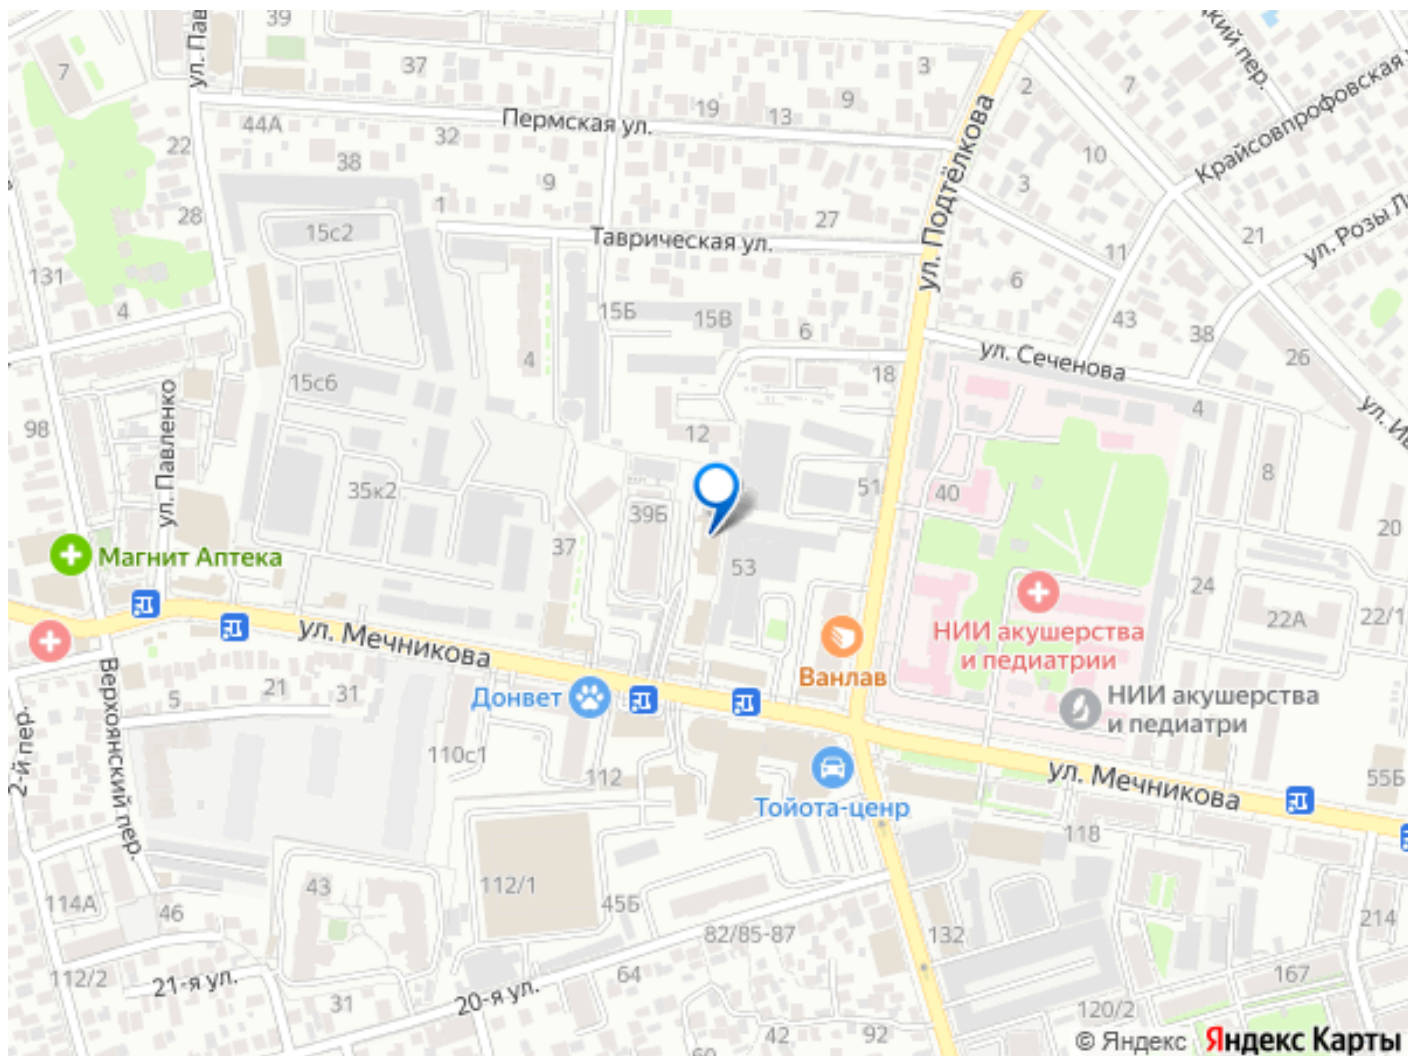 39
ул. Пав
7
37
3
2
7
кий пер.
44А
32
Пермская ул.
19
13
9
ул. Подтёлкова
Крайсовпрофовская
22
38
9
10
3
28
1
27
15с2
Таврическая ул.
21
ул. Розы Л
131
4
15Б
15В
6
6
11
43
38
4
18
ул. Сеченова
26
15с6
ул. Павленко
98
12
4
ул. И
8
35к2
39Б
51
40
20
Магнит Аптека
37
53
24
22А
22/1
НИИ акушерства
и педиатрии
ул. Мечникова
Ванлав
Верхоянский пер.
5
21
31
Донвет
НИИ акушерства
и педиатри
2-й пер.
110с1
112
Тойота-ценр
ул. Мечникова
55Б
118
43
112/1
114А
46
45Б
82/85-87
132
214
112/2
21-я ул.
31
64
20-я ул.
167
42
92
120/2
© Яндекс Яндекс Карты